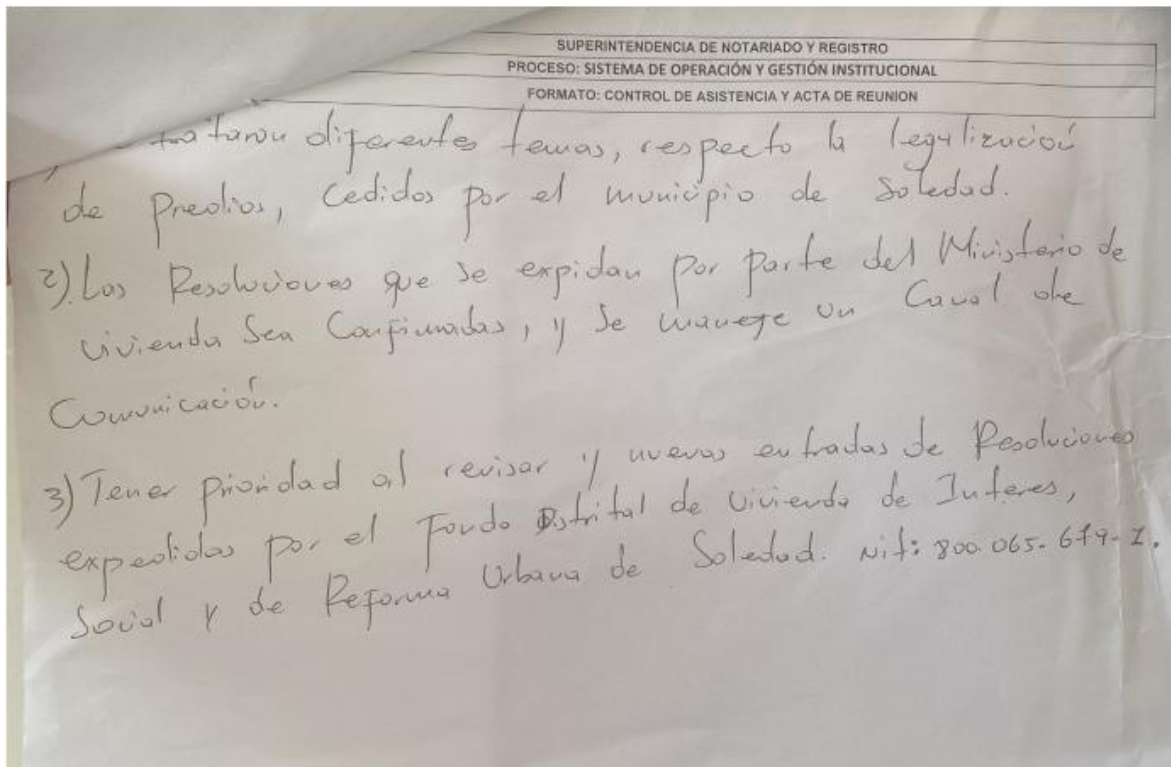 SUPERINTENDENCIA DE NOTARIADO Y REGISTRO
PROCESO: SISTEMA DE OPERACIÓN Y GESTIÓN INSTITUCIONAL
FORMATO: CONTROL DE ASISTENCIA Y ACTA DE REUNION
trataron diferentes temas, respecto la legalización
de Predios, Cedidos por el municipio de Soledad.
2). Las Resoluciones que se expidan por parte del Ministerio de
vivienda Sea Confirmadas, y se maneje un Canal de
Comunicación.
3) Tener prioridad al revisar y nuevas entradas de Resoluciones
expedidas por el Fondo Distrital de Vivienda de Interes,
Social y de Reforma Urbana de Soledad. Nit: 800.065.679-1.